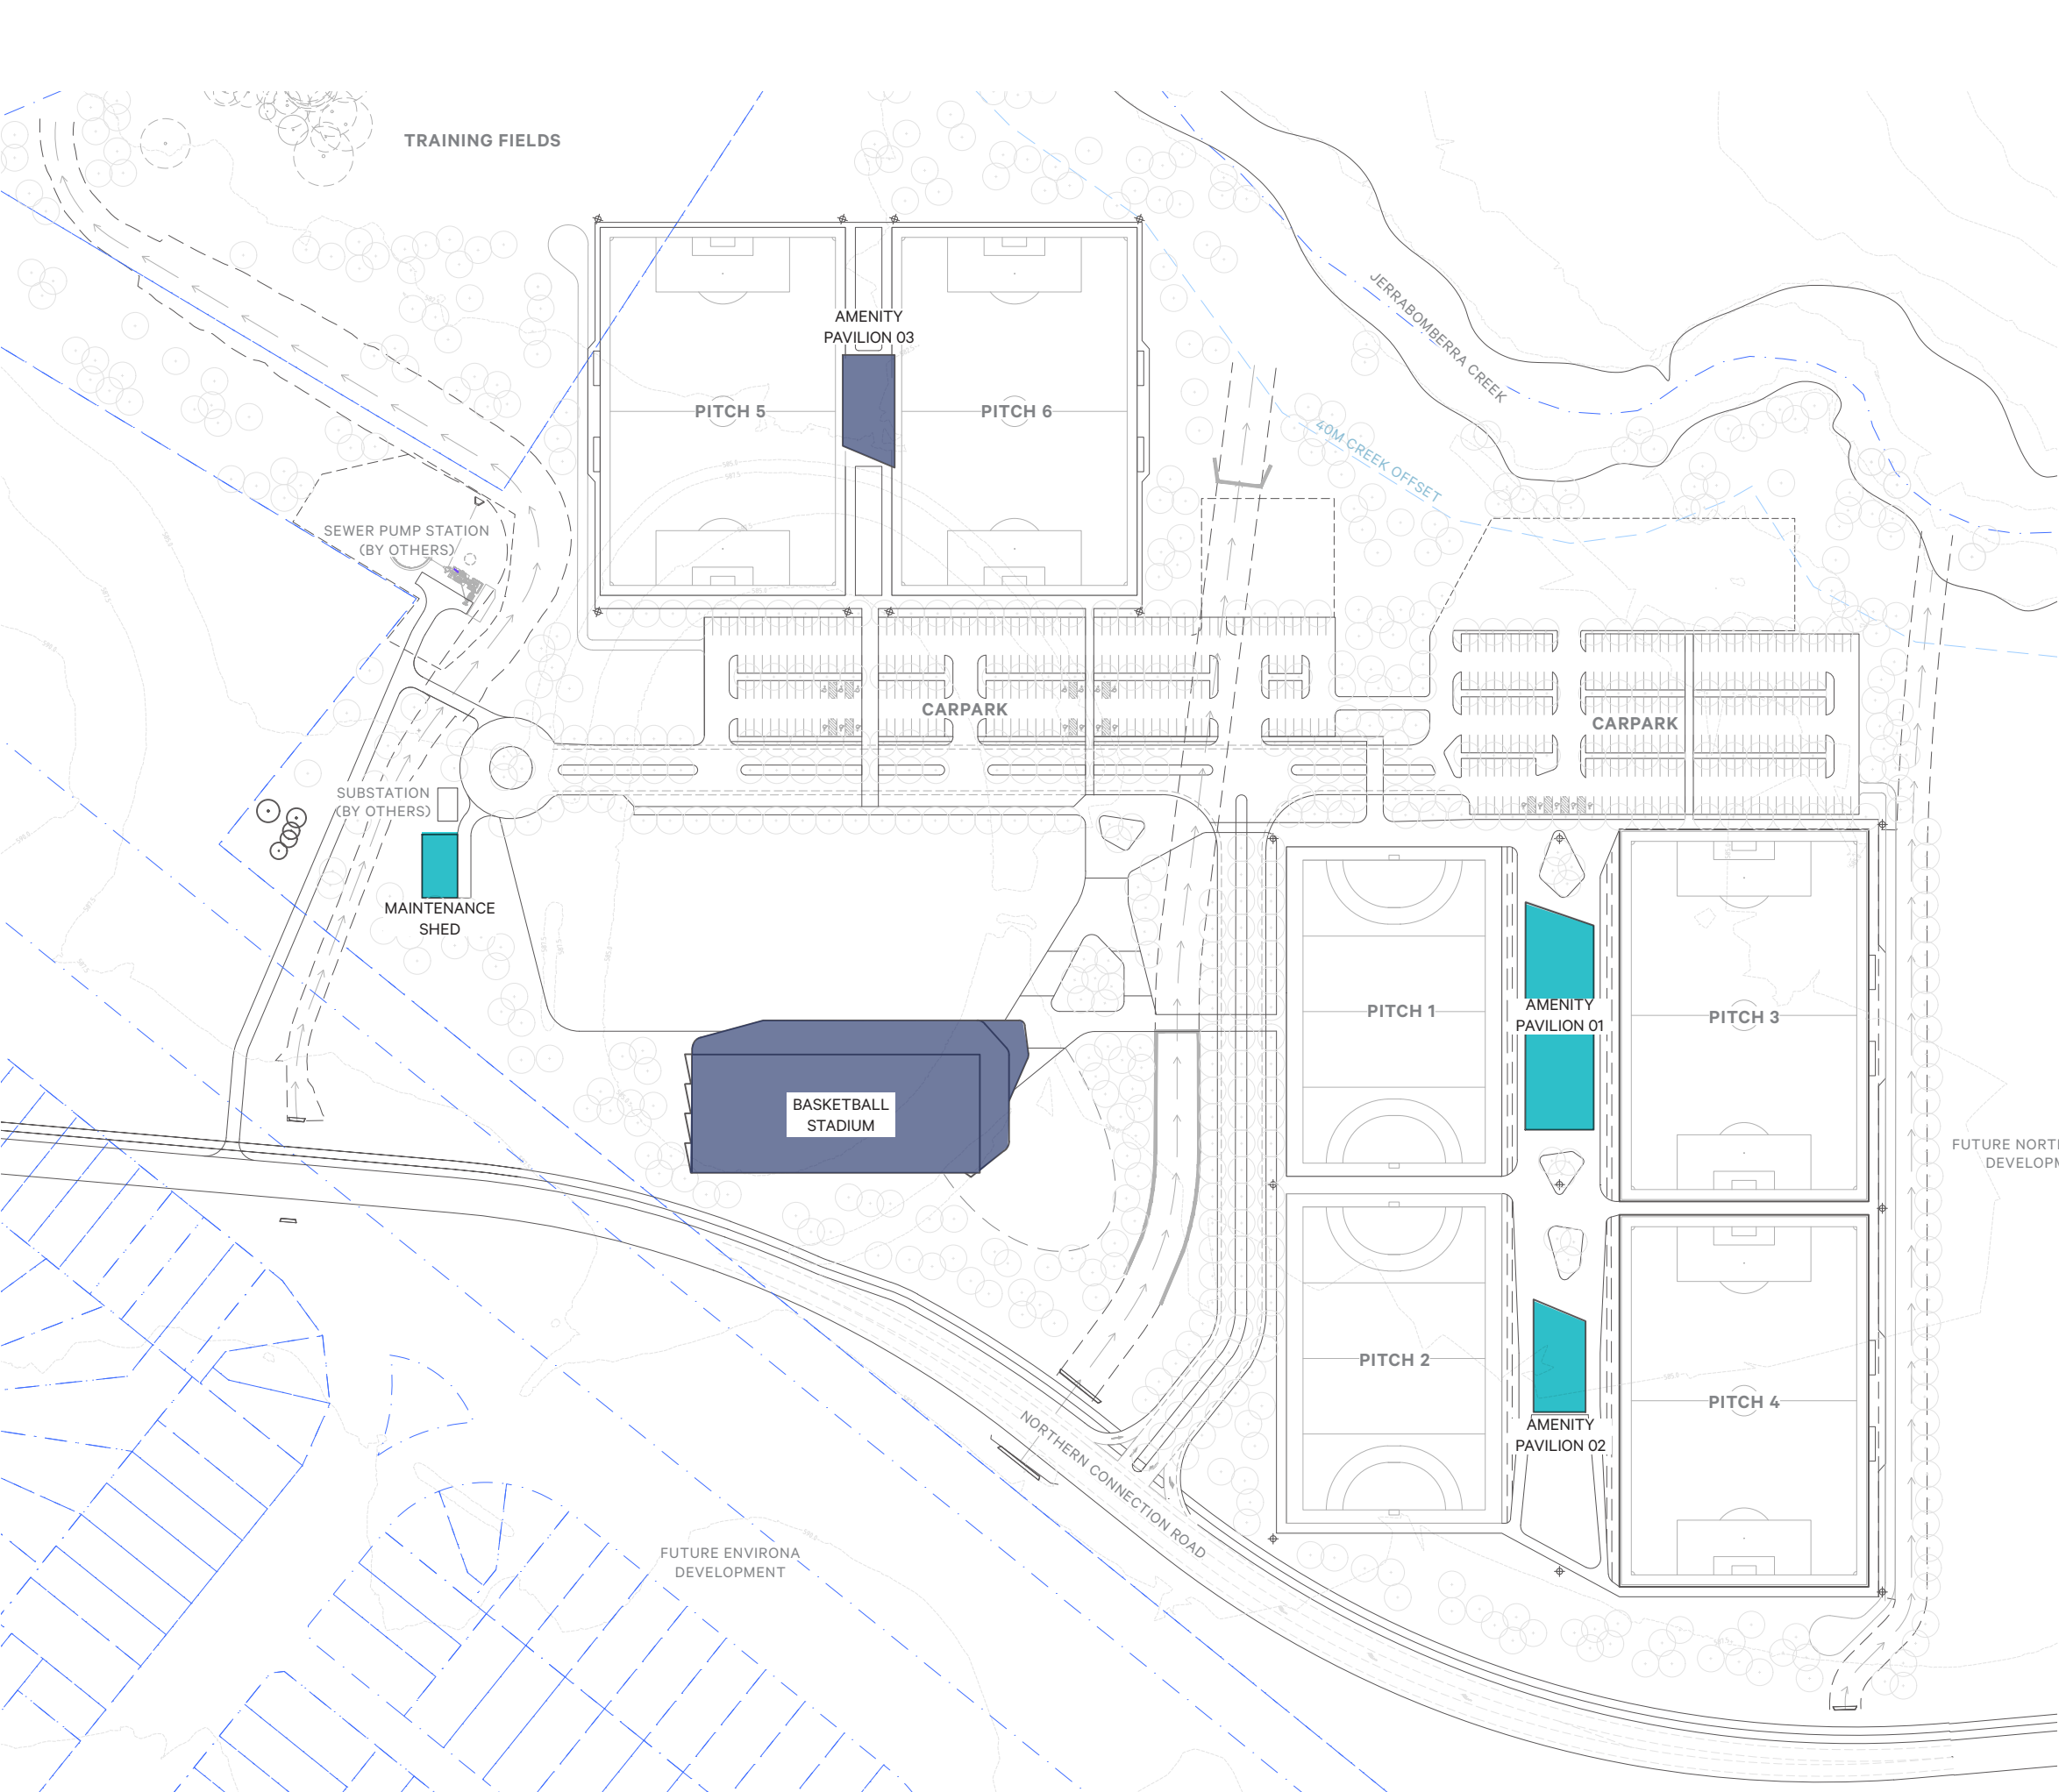 TRAINING FIELDS
JERRABOMBERRA CREEK
AMENITY
PAVILION 03
PITCH 5
PITCH 6
40M CREEK OFFSET
SEWER PUMP STATION
(BY OTHERS)
CARPARK
CARPARK
SUBSTATION
(BY OTHERS)
MAINTENANCE
SHED
PITCH 1
AMENITY
PAVILION 01
PITCH 3
BASKETBALL
STADIUM
FUTURE NORT
DEVELOPM
PITCH 2
PITCH 4
AMENITY
PAVILION 02
NORTHERN CONNECTION ROAD
FUTURE ENVIRONA
DEVELOPMENT